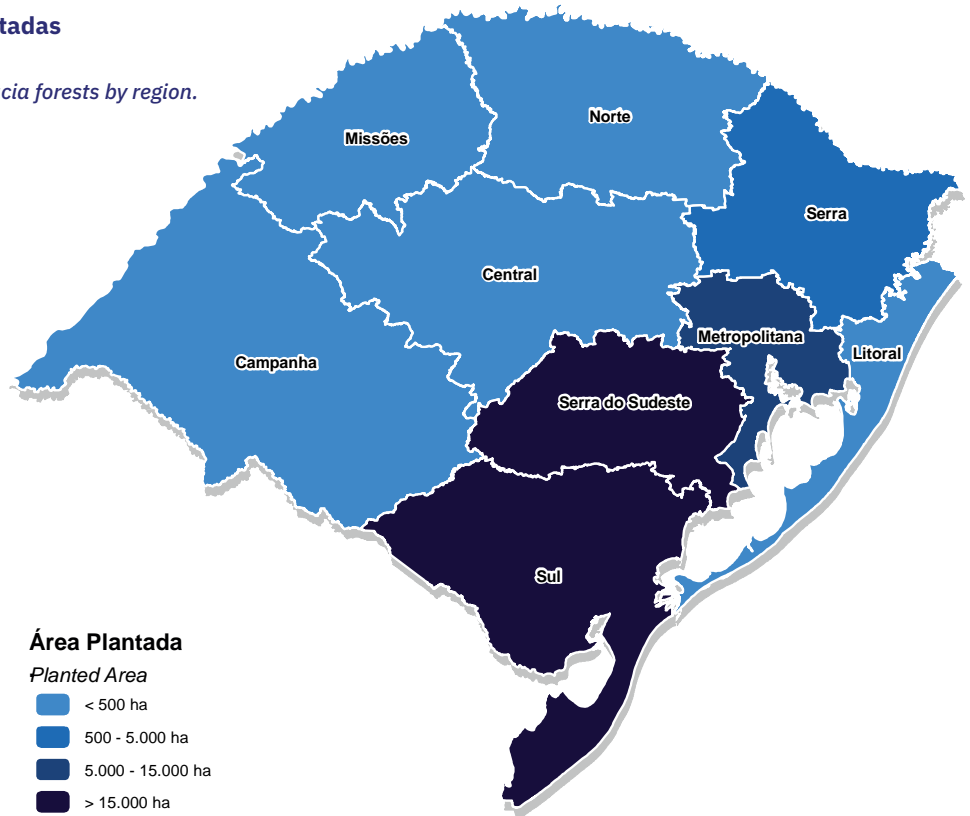 tadas
cia forests by region.
Norte
Missões
Serra
Central
Metropolitana
Litoral
Campanha
Serra do Sudeste
Sul
Área Plantada
Planted Area
< 500 ha
500 - 5.000 ha
5.000 - 15.000 ha
> 15.000 ha